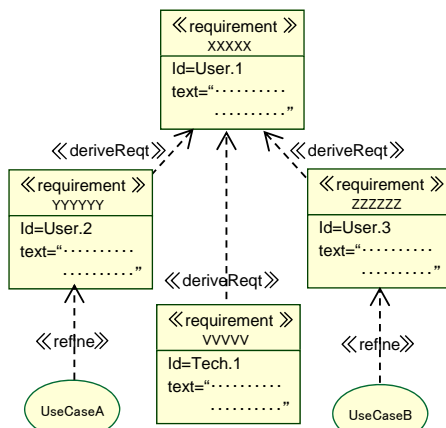 ≪requirement≫
XXXXX
Id=User.1
text="··········
··········"
≪deriveReqt≫
≪deriveReqt≫
≪requirement≫
YYYYYY
Id=User.2
text="··········
··········"
≪requirement≫
ZZZZZZ
Id=User.3
text="··········
··········"
≪deriveReqt≫
≪requirement≫
VVVVV
Id=Tech.1
text="··········
··········"
≪refine≫
≪refine≫
UseCaseA
UseCaseB